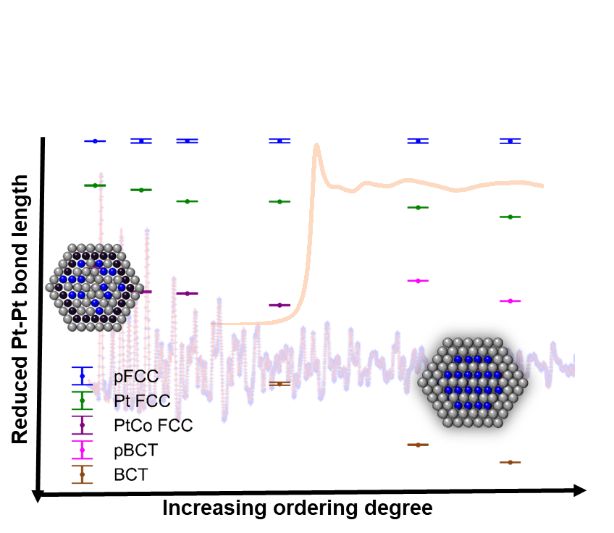 Reduced Pt-Pt bond length
pFCC
Pt FCC
PtCo FCC
pBCT
BCT
Increasing ordering degree